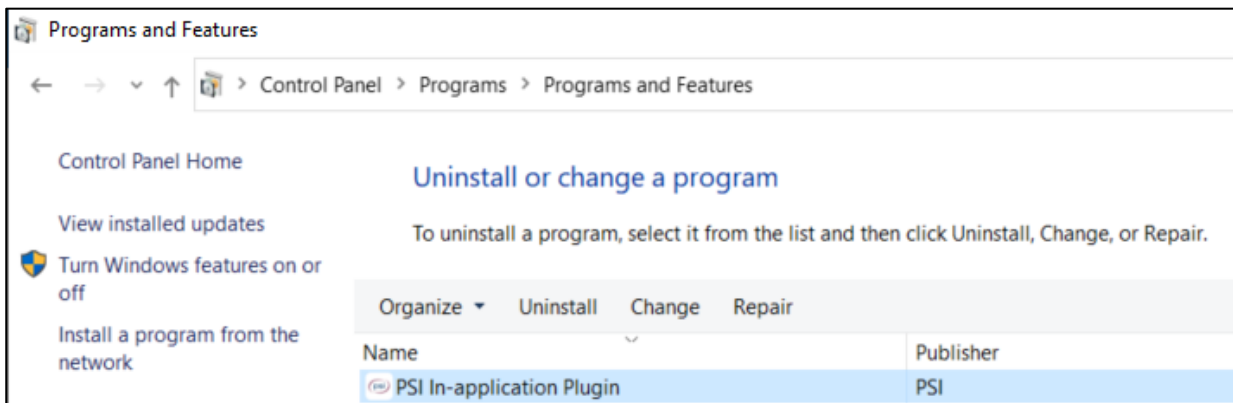 Programs and Features
Control Panel > Programs > Programs and Features
Control Panel Home
View installed updates
Turn Windows features on or
off
Install a program from the
network
Uninstall or change a program
To uninstall a program, select it from the list and then click Uninstall, Change, or Repair.
Organize Uninstall Change Repair
Name Publisher
PSI In-application Plugin PSI